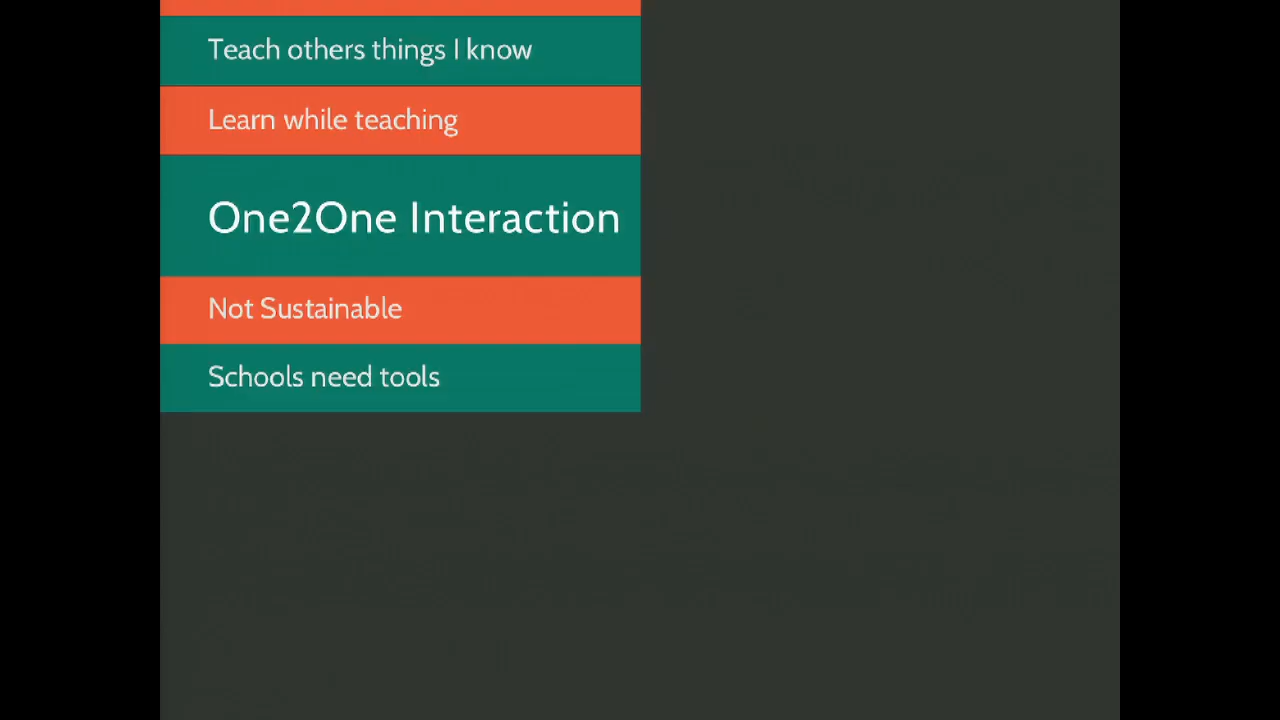 Teach others things I know
Learn while teaching
One2One Interaction
Not Sustainable
Schools need tools